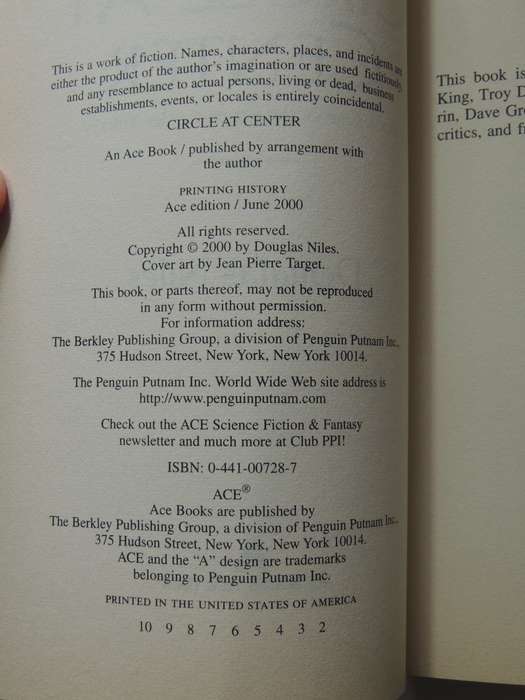 This is a work of fiction. Names, characters, places, and incidents are
either the product of the author's imagination or are used fictitiously,
and any resemblance to actual persons, living or dead, business
establishments, events, or locales is entirely coincidental.
CIRCLE AT CENTER
An Ace Book / published by arrangement with
the author
PRINTING HISTORY
Ace edition / June 2000
All rights reserved.
Copyright © 2000 by Douglas Niles.
Cover art by Jean Pierre Target.
This book, or parts thereof, may not be reproduced
in any form without permission.
For information address:
The Berkley Publishing Group, a division of Penguin Putnam Inc.,
375 Hudson Street, New York, New York 10014.
The Penguin Putnam Inc. World Wide Web site address is
http://www.penguinputnam.com
Check out the ACE Science Fiction & Fantasy
newsletter and much more at Club PPI!
ISBN: 0-441-00728-7
ACE®
Ace Books are published by
The Berkley Publishing Group, a division of Penguin Putnam Inc.,
375 Hudson Street, New York, New York 10014.
ACE and the “A” design are trademarks
belonging to Penguin Putnam Inc.
PRINTED IN THE UNITED STATES OF AMERICA
10 9 8 7 6 5 4 3 2
This book is
King, Troy D
rin, Dave Gr
critics, and f